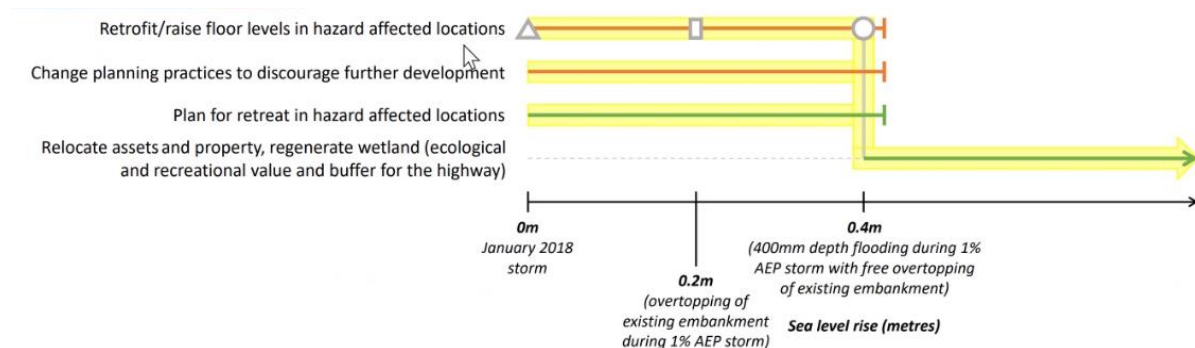 Retrofit/raise floor levels in hazard affected locations
Change planning practices to discourage further development
Plan for retreat in hazard affected locations
Relocate assets and property, regenerate wetland (ecological
and recreational value and buffer for the highway)
0m
January 2018
storm
0.2m
(overtopping of
existing embankment
during 1% AEP storm)
0.4m
(400mm depth flooding during 1%
AEP storm with free overtopping
of existing embankment)
Sea level rise (metres)